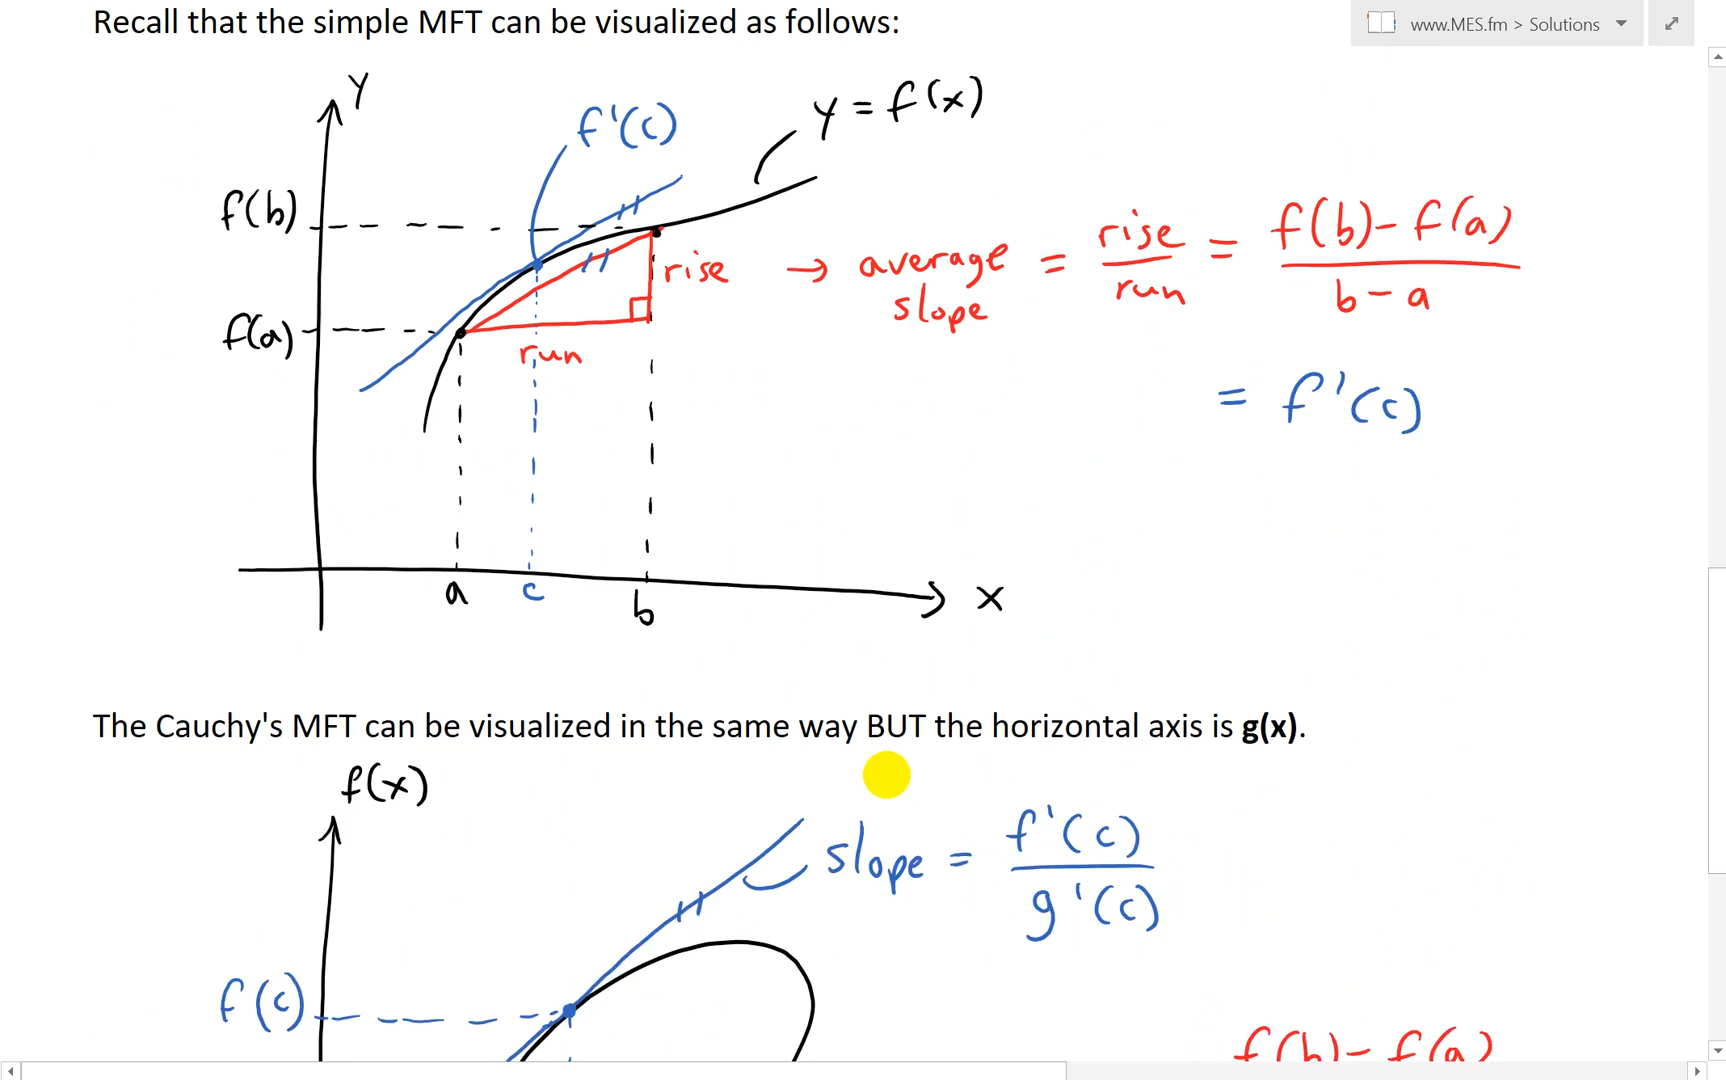 Recall that the simple MFT can be visualized as follows:
www.MES.fm > Solutions
Y
f'(c)
y = f(x)
f(b)
rise → average slope = rise/run = f(b) - f(a)/b - a
f(a)
run
= f'(c)
a c b x
The Cauchy's MFT can be visualized in the same way BUT the horizontal axis is g(x).
f(x)
slope = f'(c)/g'(c)
f(c)
f(b) - f(a)